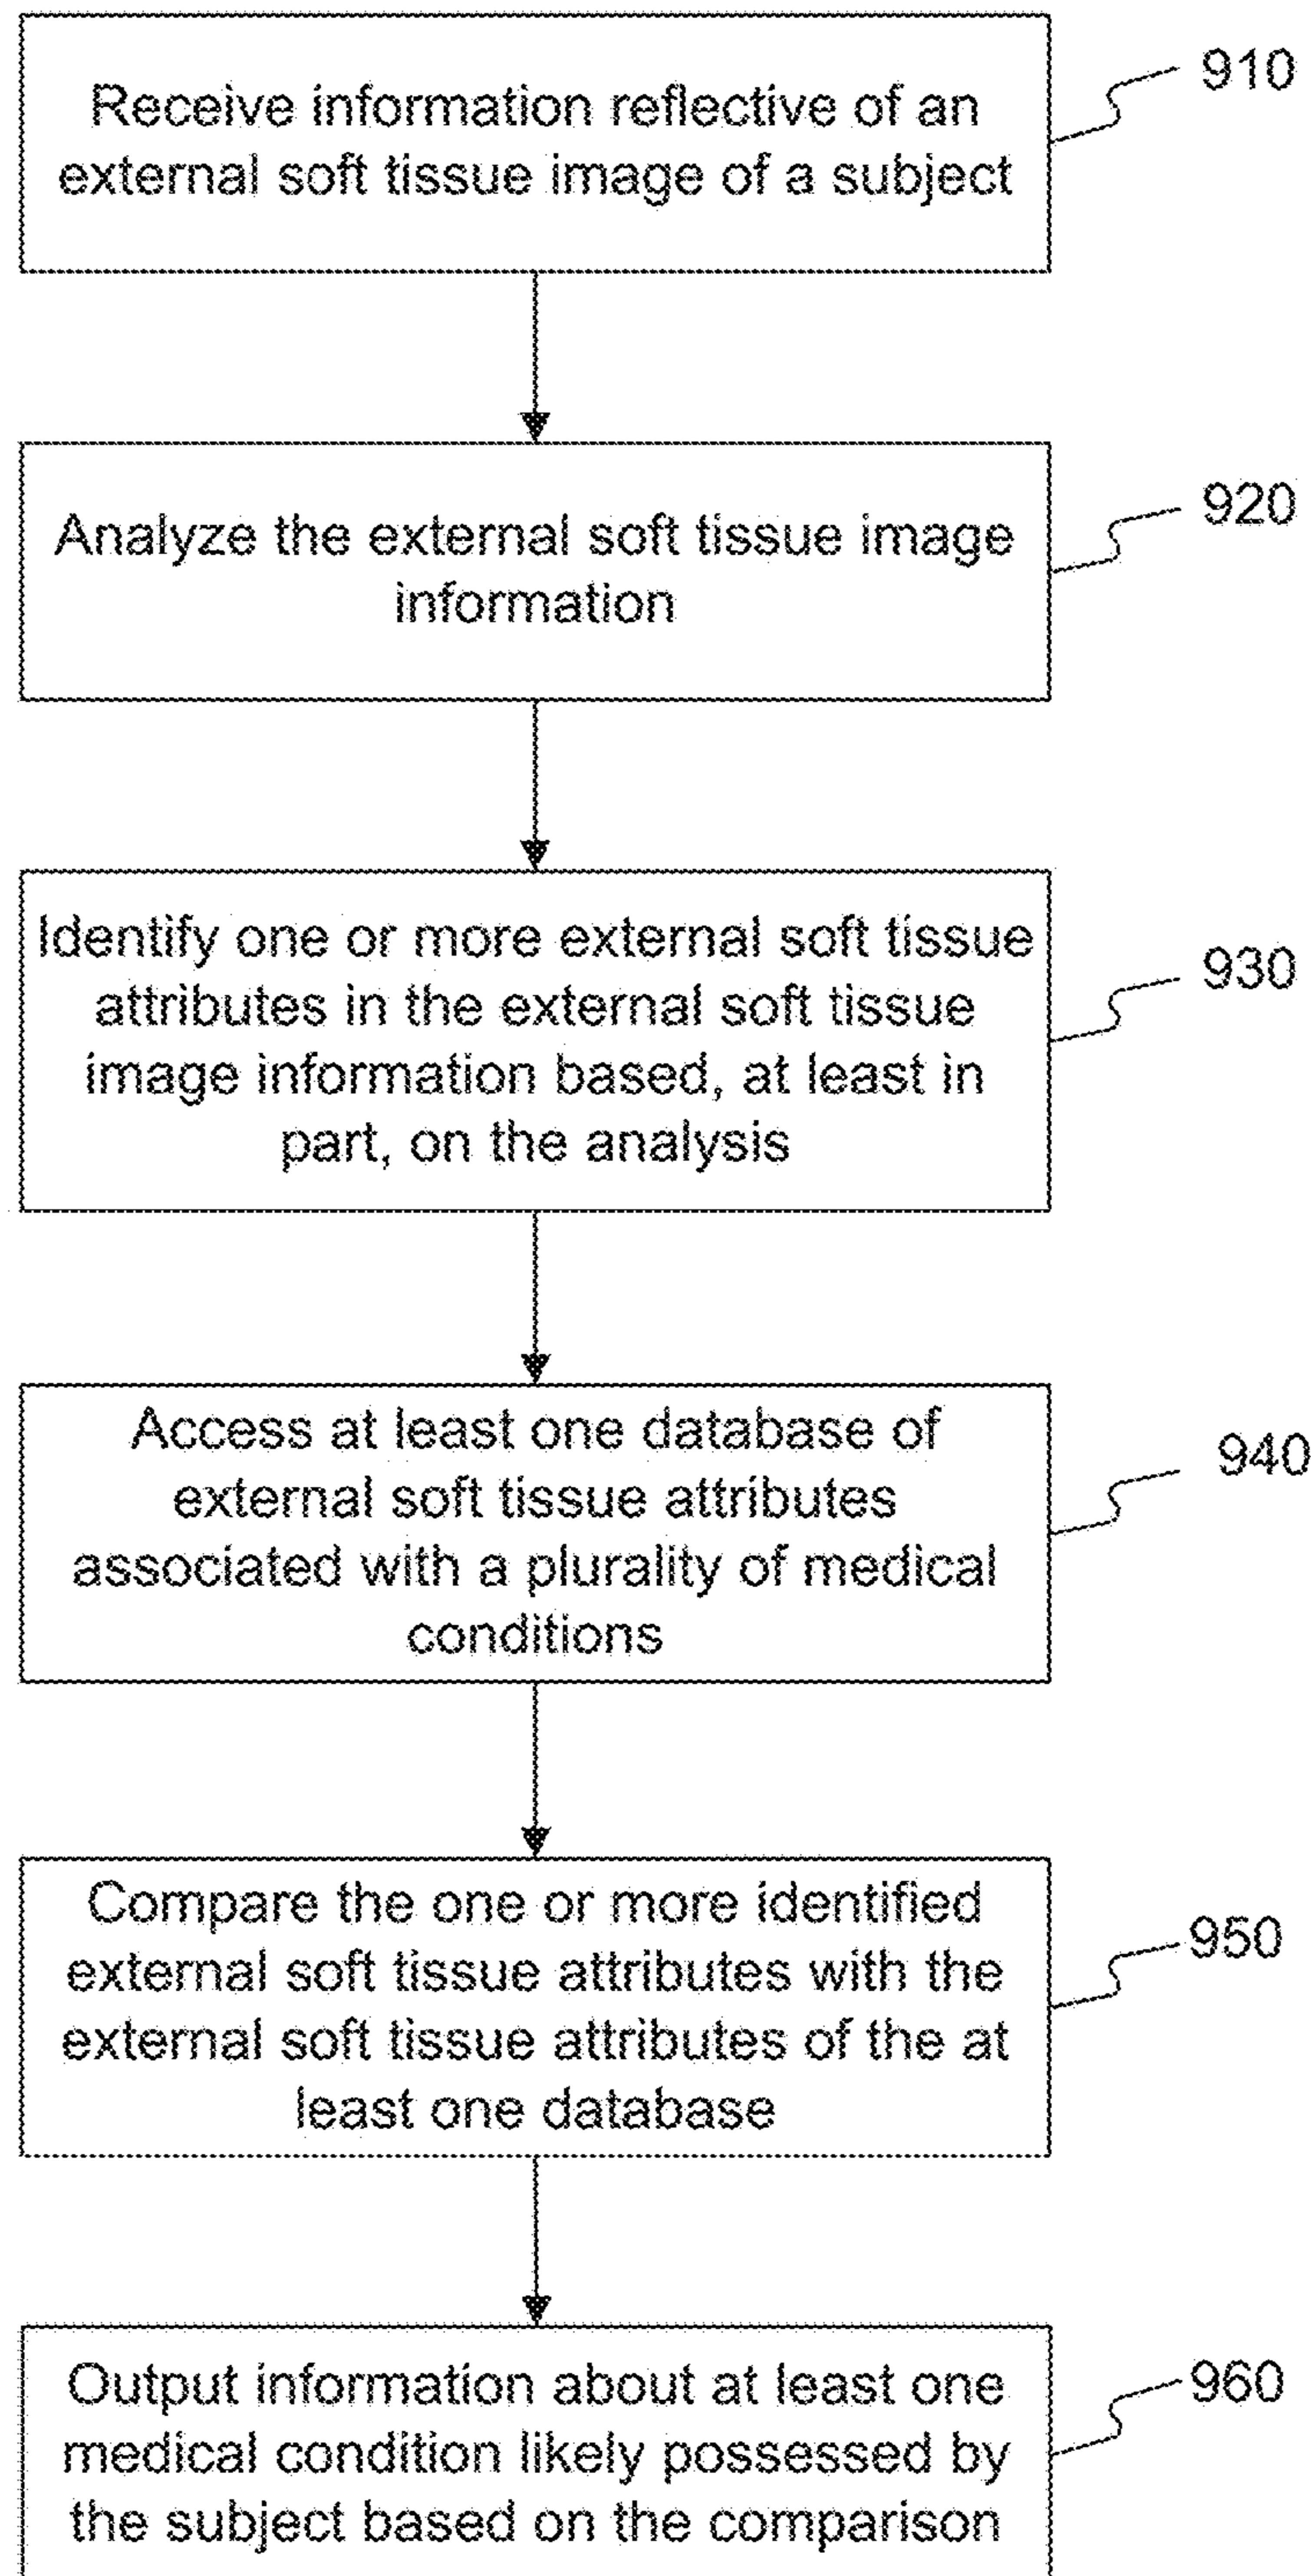 Receive information reflective of an
external soft tissue image of a subject
910
Analyze the external soft tissue image
information
920
Identify one or more external soft tissue
attributes in the external soft tissue
image information based, at least in
part, on the analysis
930
Access at least one database of
external soft tissue attributes
associated with a plurality of medical
conditions
940
Compare the one or more identified
external soft tissue attributes with the
external soft tissue attributes of the at
least one database
950
Output information about at least one
medical condition likely possessed by
the subject based on the comparison
960